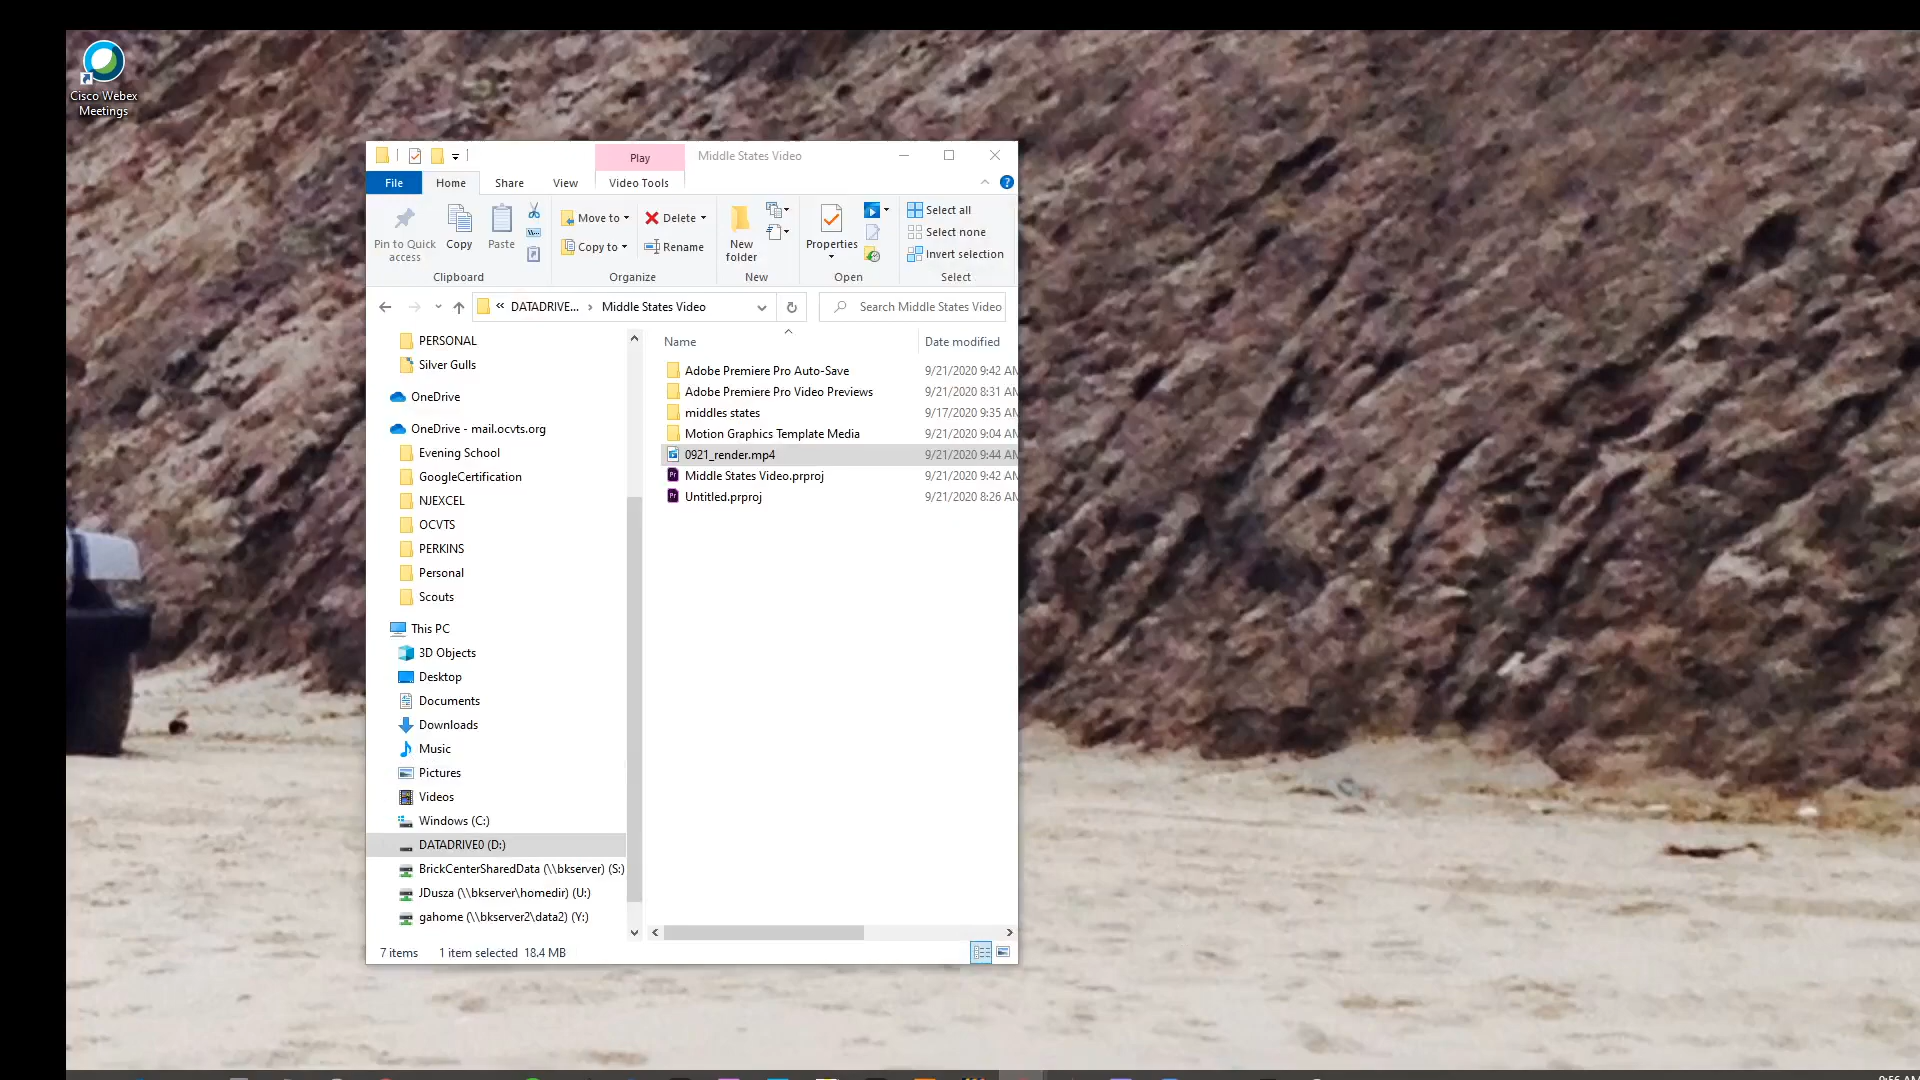 Cisco Webex
Meetings
Play
Middle States Video
File
Home
Share
View
Video Tools
Pin to Quick
access
Copy
Paste
Move to
Copy to
Delete
Rename
New
folder
Properties
Select all
Select none
Invert selection
Clipboard
Organize
New
Open
Select
« DATADRIVE... › Middle States Video
Search Middle States Video
PERSONAL
Silver Gulls
OneDrive
OneDrive - mail.ocvts.org
Evening School
GoogleCertification
NJEXCEL
OCVTS
PERKINS
Personal
Scouts
This PC
3D Objects
Desktop
Documents
Downloads
Music
Pictures
Videos
Windows (C:)
DATADRIVE0 (D:)
BrickCenterSharedData (\\bkserver) (S:)
JDusza (\\bkserver\homedir) (U:)
gahome (\\bkserver2\data2) (Y:)
Name Date modified
Adobe Premiere Pro Auto-Save 9/21/2020 9:42 AM
Adobe Premiere Pro Video Previews 9/21/2020 8:31 AM
middles states 9/17/2020 9:35 AM
Motion Graphics Template Media 9/21/2020 9:04 AM
0921_render.mp4 9/21/2020 9:44 AM
Middle States Video.prproj 9/21/2020 9:42 AM
Untitled.prproj 9/21/2020 8:26 AM
7 items 1 item selected 18.4 MB